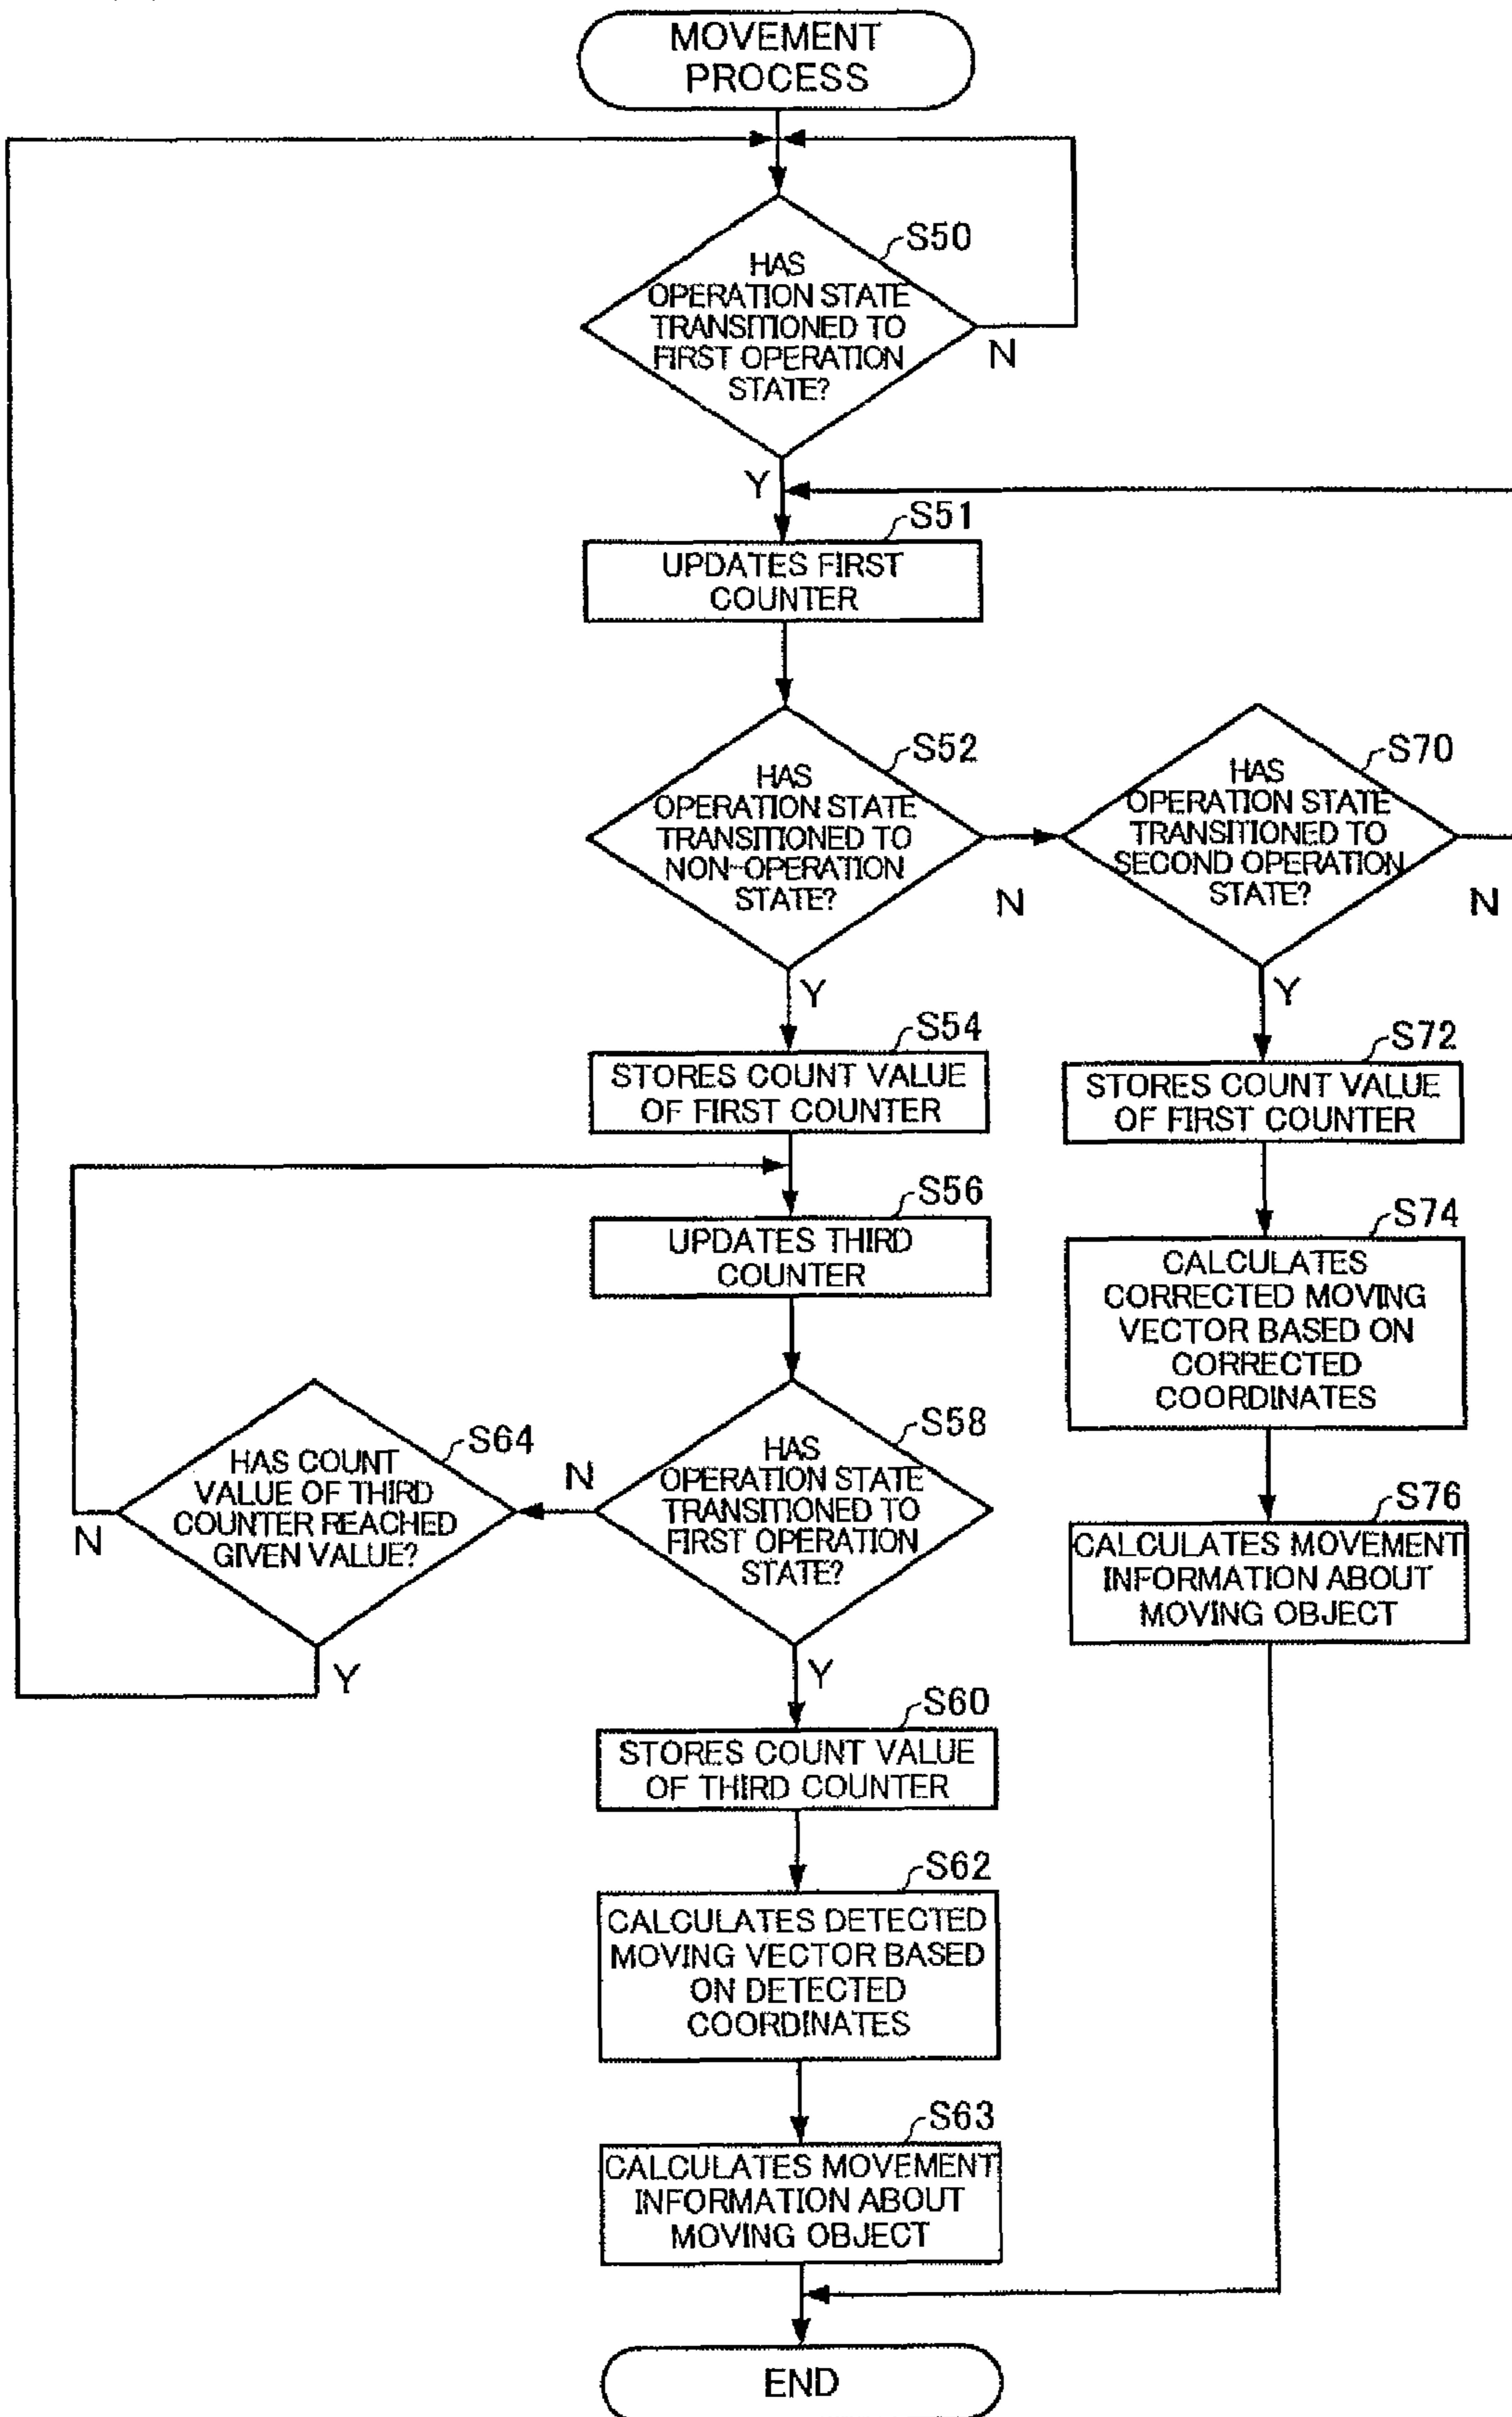 MOVEMENT
PROCESS
S50
HAS
OPERATION STATE
TRANSITIONED TO
FIRST OPERATION
STATE?
N
Y
S51
UPDATES FIRST
COUNTER
S52
HAS
OPERATION STATE
TRANSITIONED TO
NON-OPERATION
STATE?
N
Y
S70
HAS
OPERATION STATE
TRANSITIONED TO
SECOND OPERATION
STATE?
N
Y
S54
STORES COUNT VALUE
OF FIRST COUNTER
S72
STORES COUNT VALUE
OF FIRST COUNTER
S56
UPDATES THIRD
COUNTER
S74
CALCULATES
CORRECTED MOVING
VECTOR BASED ON
CORRECTED
COORDINATES
S58
HAS
OPERATION STATE
TRANSITIONED TO
FIRST OPERATION
STATE?
N
Y
S64
HAS COUNT
VALUE OF THIRD
COUNTER REACHED
GIVEN VALUE?
N
Y
S76
CALCULATES MOVEMENT
INFORMATION ABOUT
MOVING OBJECT
S60
STORES COUNT VALUE
OF THIRD COUNTER
S62
CALCULATES DETECTED
MOVING VECTOR BASED
ON DETECTED
COORDINATES
S63
CALCULATES MOVEMENT
INFORMATION ABOUT
MOVING OBJECT
END